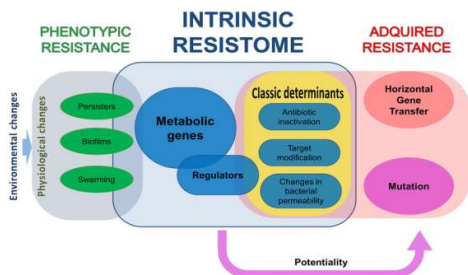 PHENOTYPIC
RESISTANCE
INTRINSIC
RESISTOME
ADQUIRED
RESISTANCE
Environmental changes
Physiological changes
Persisters
Biofilms
Swarming
Metabolic
genes
Regulators
Classic determinants
Antibiotic
inactivation
Target
modification
Changes in
bacterial
permeability
Horizontal
Gene
Transfer
Mutation
Potentiality